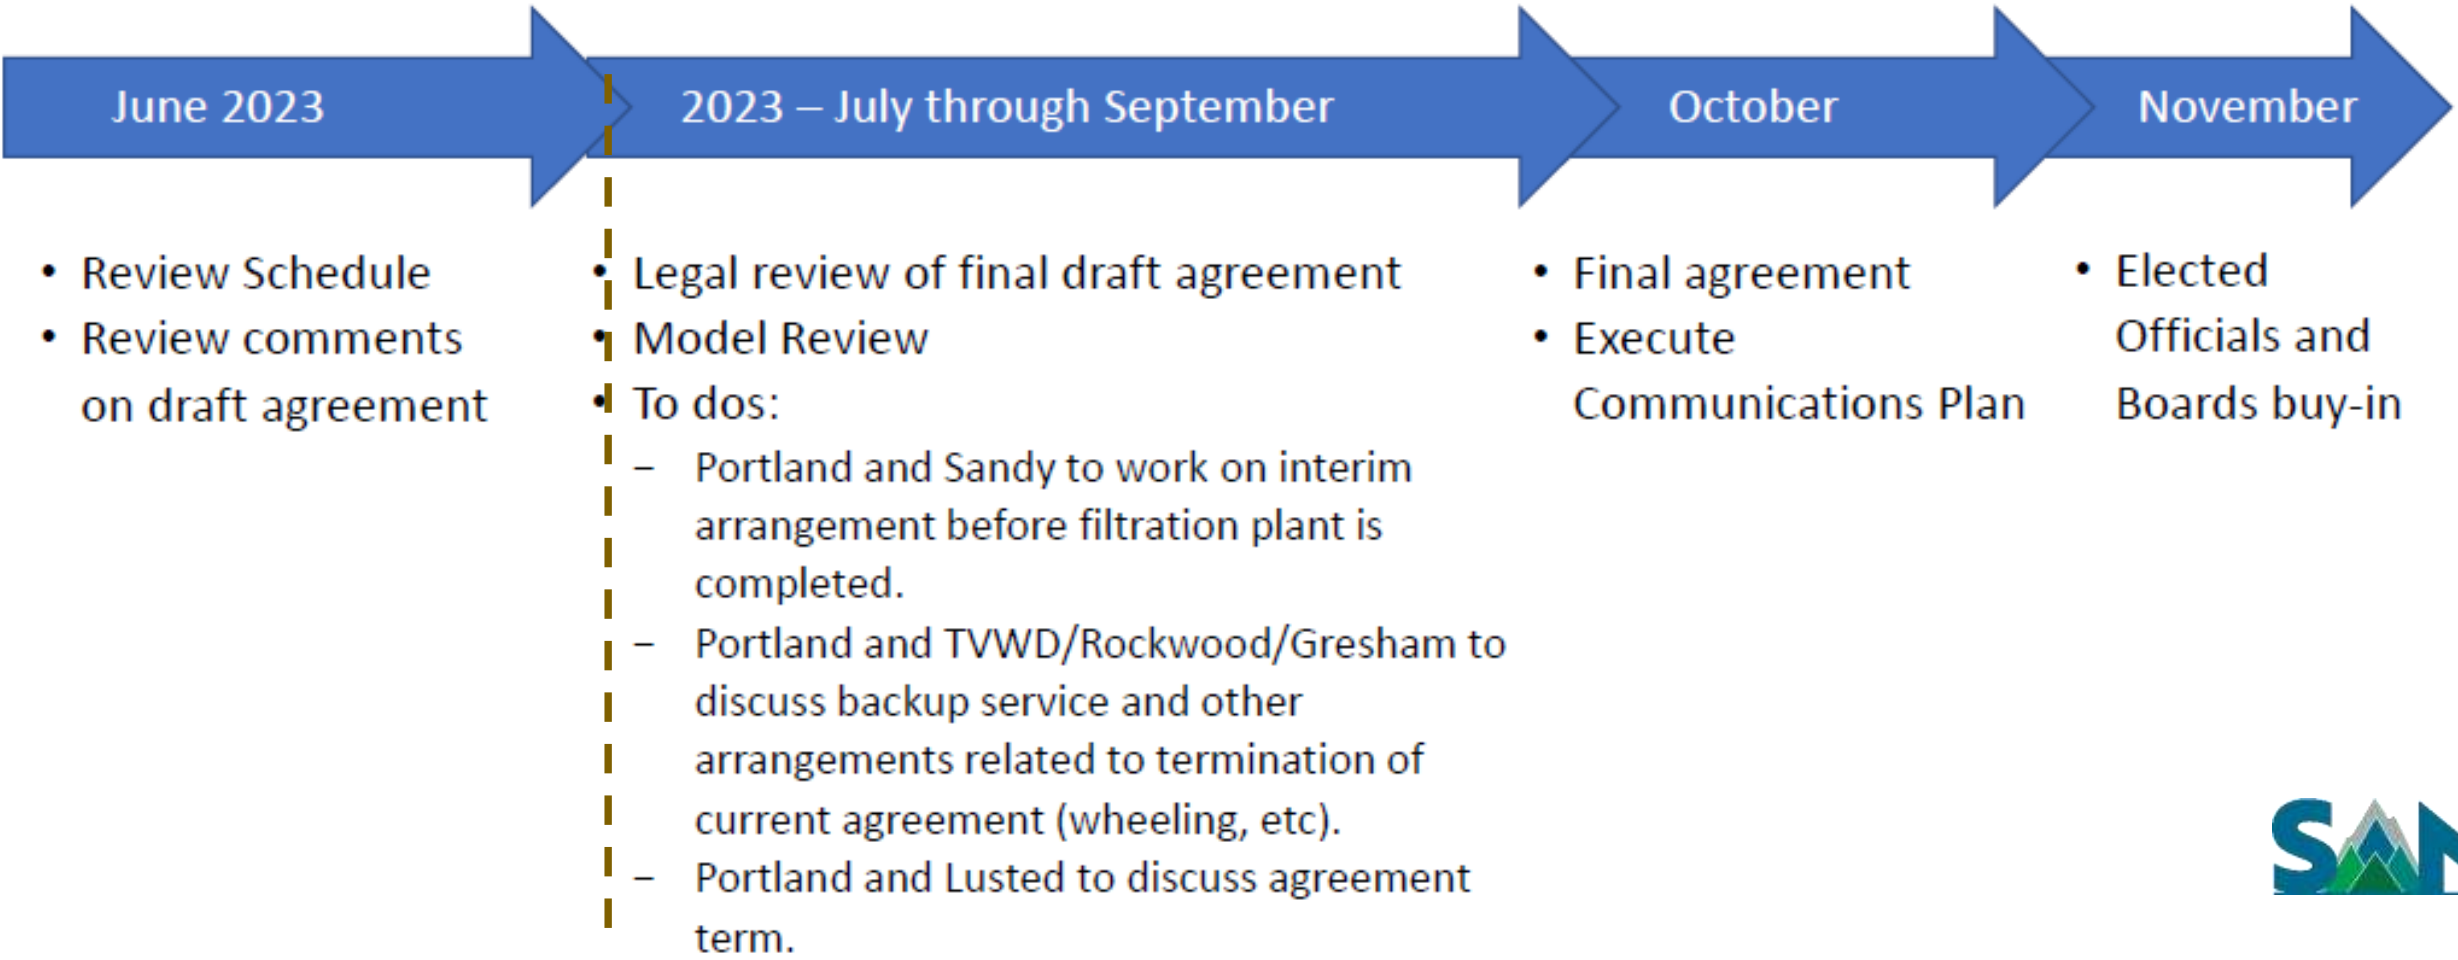 June 2023
2023 – July through September
October
November
• Review Schedule
• Review comments
on draft agreement
• Legal review of final draft agreement
• Model Review
• To dos:
– Portland and Sandy to work on interim
arrangement before filtration plant is
completed.
– Portland and TVWD/Rockwood/Gresham to
discuss backup service and other
arrangements related to termination of
current agreement (wheeling, etc).
– Portland and Lusted to discuss agreement
term.
• Final agreement
• Execute
Communications Plan
• Elected
Officials and
Boards buy-in